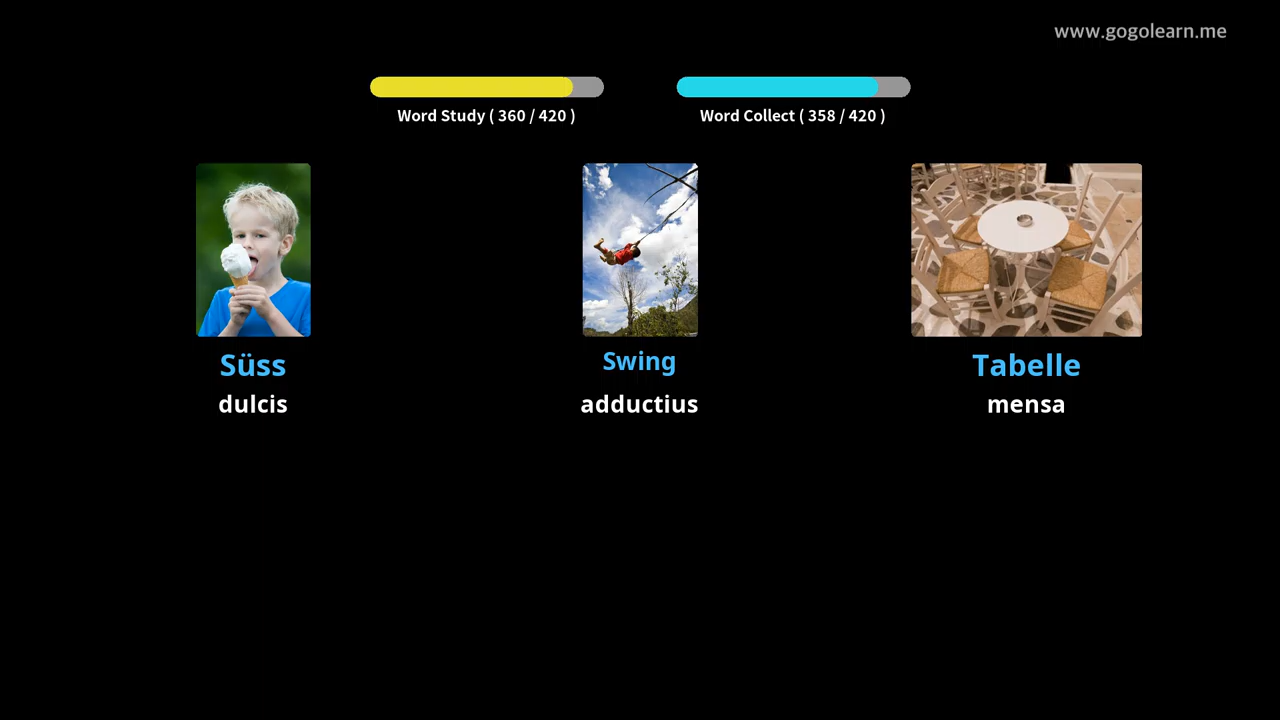 www.gogolearn.me
Word Study ( 360 / 420 )
Word Collect ( 358 / 420 )
Süss
Swing
Tabelle
dulcis
adductius
mensa